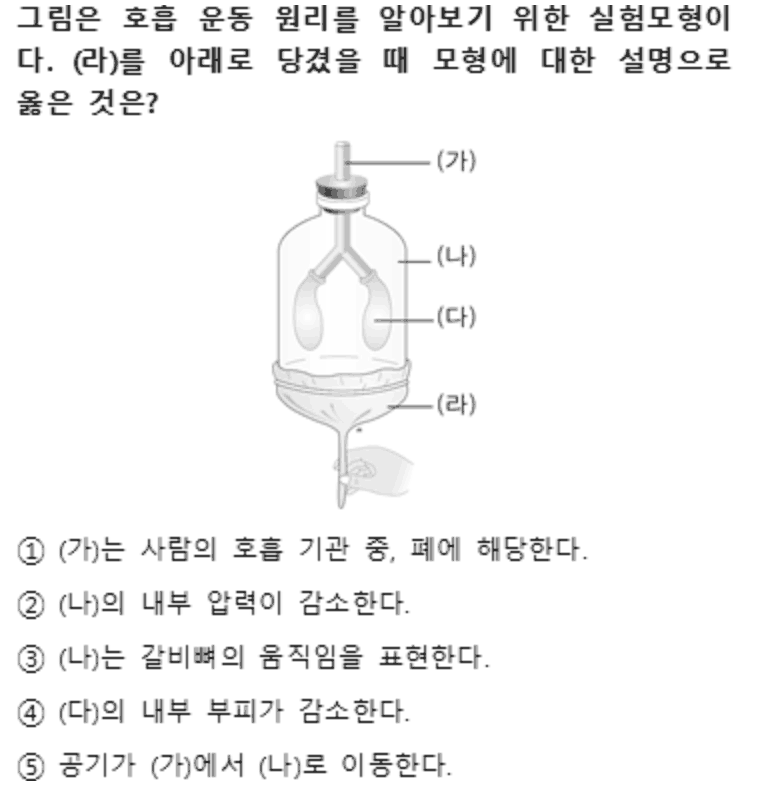 그림은 호흡 운동 원리를 알아보기 위한 실험모형이
다. (라)를 아래로 당겼을 때 모형에 대한 설명으로
옳은 것은?
(가)
(나)
(다)
(라)
① (가)는 사람의 호흡 기관 중, 폐에 해당한다.
② (나)의 내부 압력이 감소한다.
③ (나)는 갈비뼈의 움직임을 표현한다.
④ (다)의 내부 부피가 감소한다.
⑤ 공기가 (가)에서 (나)로 이동한다.